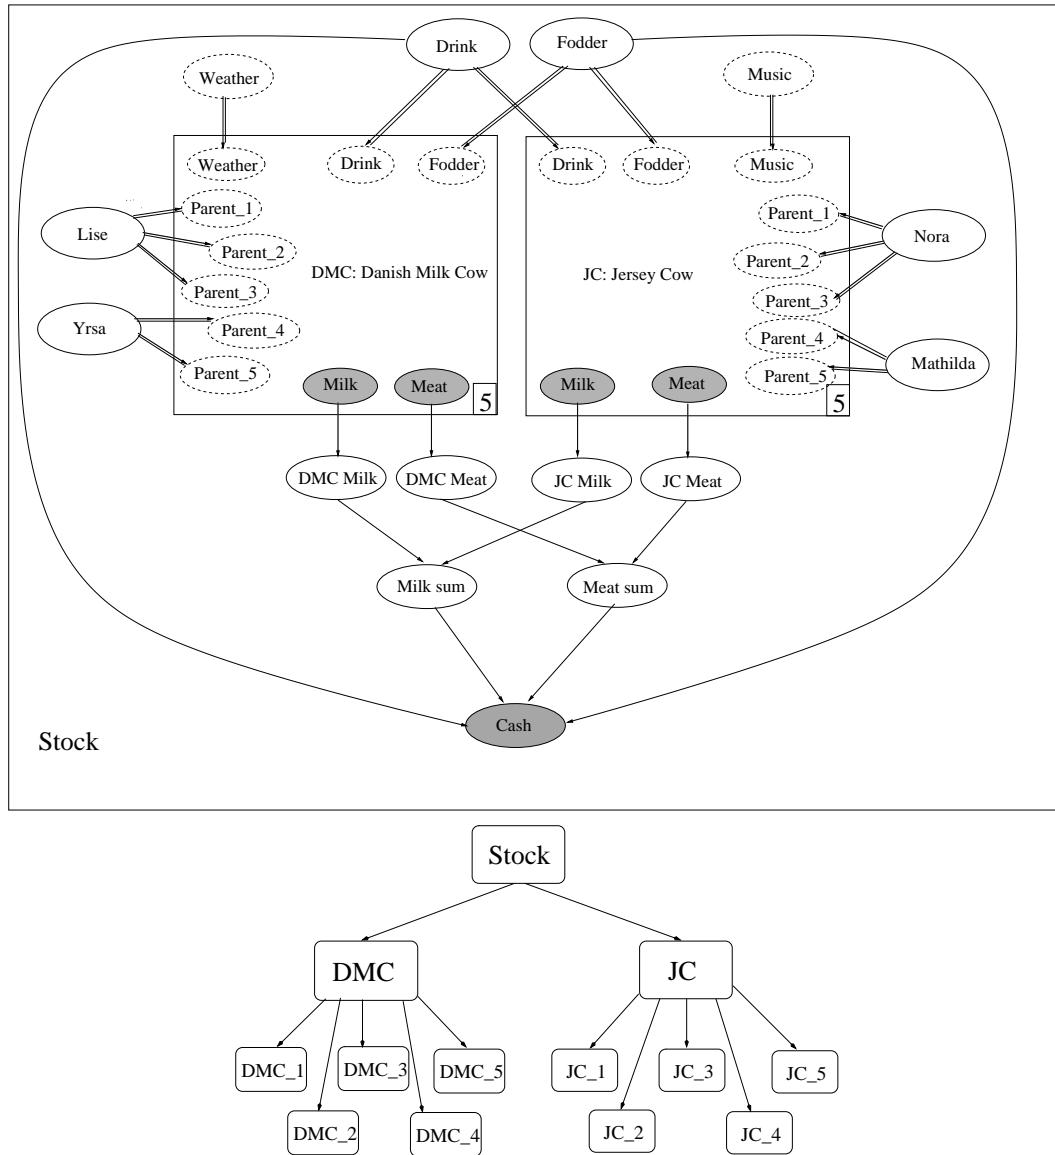 Drink
Fodder
Weather
Music
Weather
Drink
Fodder
Drink
Fodder
Music
Parent_1
Parent_1
Lise
Nora
Parent_2
Parent_2
DMC: Danish Milk Cow
JC: Jersey Cow
Parent_3
Parent_3
Yrsa
Parent_4
Parent_4
Mathilda
Parent_5
Parent_5
Milk
Meat
5
Milk
Meat
5
DMC Milk
DMC Meat
JC Milk
JC Meat
Milk sum
Meat sum
Cash
Stock
Stock
DMC
JC
DMC_1
DMC_3
DMC_5
JC_1
JC_3
JC_5
DMC_2
DMC_4
JC_2
JC_4